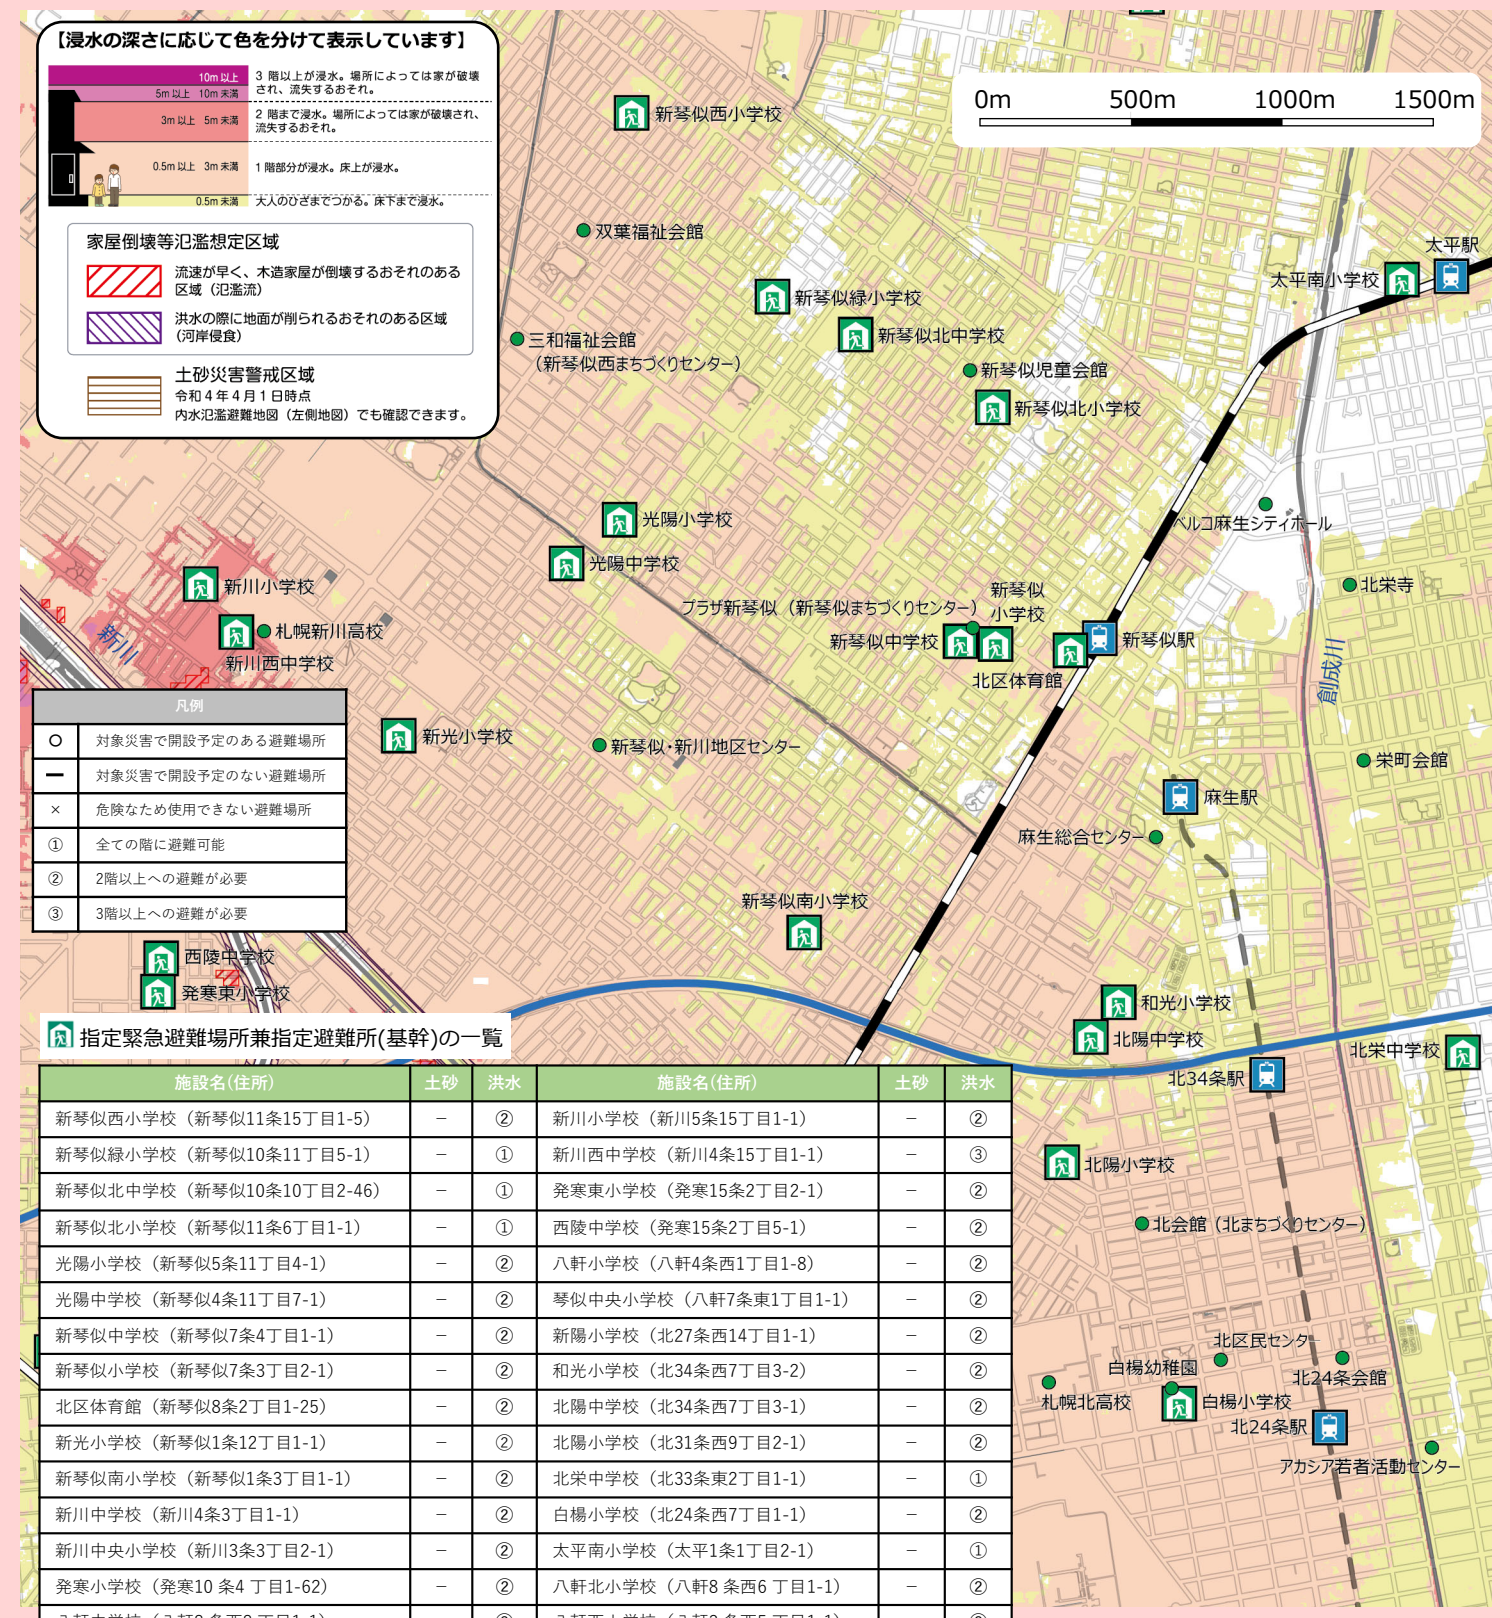 【浸水の深さに応じて色を分けて表示しています】
10m 以上
3 階以上が浸水。場所によっては家が破壊
され、流失するおそれ。
5m 以上 10m 未満
3m 以上 5m 未満
2 階まで浸水。場所によっては家が破壊され、
流失するおそれ。
0.5m 以上 3m 未満
1 階部分が浸水。床上が浸水。
0.5m 未満
大人のひざまでつかる。床下まで浸水。
家屋倒壊等氾濫想定区域
流速が早く、木造家屋が倒壊するおそれのある
区域（氾濫流）
洪水の際に地面が削られるおそれのある区域
（河岸侵食）
土砂災害警戒区域
令和４年４月１日時点
内水氾濫避難地図（左側地図）でも確認できます。
0m 500m 1000m 1500m
新琴似西小学校
双葉福祉会館
太平駅
太平南小学校
新琴似緑小学校
新琴似北中学校
三和福祉会館
（新琴似西まちづくりセンター）
新琴似児童会館
新琴似北小学校
光陽小学校
ベルコ麻生シティホール
光陽中学校
新川小学校
北栄寺
新琴似
小学校
プラザ新琴似（新琴似まちづくりセンター）
札幌新川高校
新川
新琴似中学校
新琴似駅
新川西中学校
北区体育館
創成川
新光小学校
新琴似・新川地区センター
栄町会館
麻生駅
麻生総合センター
新琴似南小学校
凡例
○ 対象災害で開設予定のある避難場所
ー 対象災害で開設予定のない避難場所
× 危険なため使用できない避難場所
① 全ての階に避難可能
② 2階以上への避難が必要
③ 3階以上への避難が必要
西陵中学校
発寒東小学校
和光小学校
北陽中学校
北栄中学校
北34条駅
北陽小学校
北会館（北まちづくりセンター）
北区民センター
白楊幼稚園
北24条会館
札幌北高校
白楊小学校
北24条駅
アカシア若者活動センター
指定緊急避難場所兼指定避難所(基幹)の一覧
施設名(住所) 土砂 洪水 施設名(住所) 土砂 洪水
新琴似西小学校（新琴似11条15丁目1-5） − ② 新川小学校（新川5条15丁目1-1） − ②
新琴似緑小学校（新琴似10条11丁目5-1） − ① 新川西中学校（新川4条15丁目1-1） − ③
新琴似北中学校（新琴似10条10丁目2-46） − ① 発寒東小学校（発寒15条2丁目2-1） − ②
新琴似北小学校（新琴似11条6丁目1-1） − ① 西陵中学校（発寒15条2丁目5-1） − ②
光陽小学校（新琴似5条11丁目4-1） − ② 八軒小学校（八軒4条西1丁目1-8） − ②
光陽中学校（新琴似4条11丁目7-1） − ② 琴似中央小学校（八軒7条東1丁目1-1） − ②
新琴似中学校（新琴似7条4丁目1-1） − ② 新陽小学校（北27条西14丁目1-1） − ②
新琴似小学校（新琴似7条3丁目2-1） − ② 和光小学校（北34条西7丁目3-2） − ②
北区体育館（新琴似8条2丁目1-25） − ② 北陽中学校（北34条西7丁目3-1） − ②
新光小学校（新琴似1条12丁目1-1） − ② 北陽小学校（北31条西9丁目2-1） − ②
新琴似南小学校（新琴似1条3丁目1-1） − ② 北栄中学校（北33条東2丁目1-1） − ①
新川中学校（新川4条3丁目1-1） − ② 白楊小学校（北24条西7丁目1-1） − ②
新川中央小学校（新川3条3丁目2-1） − ② 太平南小学校（太平1条1丁目2-1） − ①
発寒小学校（発寒10 条4 丁目1-62） − ② 八軒北小学校（八軒8 条西6 丁目1-1） − ②